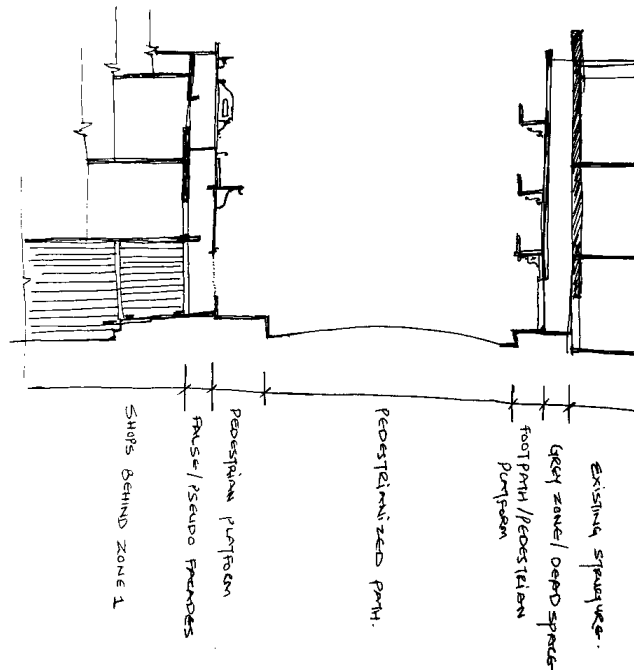 SHOPS BEHIND ZONE 1
FALSE/PSEUDO FACADES
PEDESTRIAN PLATFORM
PEDESTRIANIZED PATH.
FOOTPATH/PEDESTRIAN
PLATFORM
GREY ZONE/DEAD SPACE
EXISTING STRUCTURE.